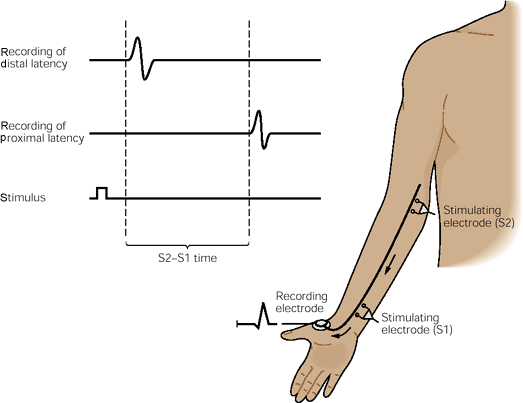 Recording of
distal latency
Recording of
proximal latency
Stimulus
S2–S1 time
Stimulating
electrode (S2)
Recording
electrode
Stimulating
electrode (S1)